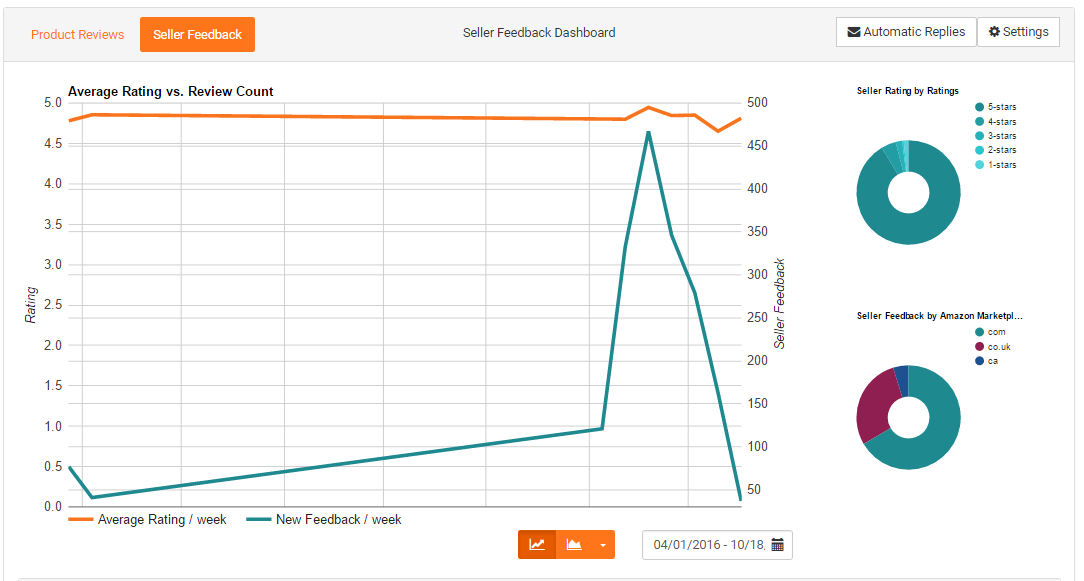 Product Reviews
Seller Feedback
Seller Feedback Dashboard
Automatic Replies
Settings
Average Rating vs. Review Count
5.0
4.5
4.0
3.5
3.0
2.5
2.0
1.5
1.0
0.5
0.0
Rating
500
450
400
350
300
250
200
150
100
50
Seller Feedback
Average Rating / week
New Feedback / week
04/01/2016 - 10/18.
Seller Rating by Ratings
5-stars
4-stars
3-stars
2-stars
1-stars
Seller Feedback by Amazon Marketpl...
com
co.uk
ca